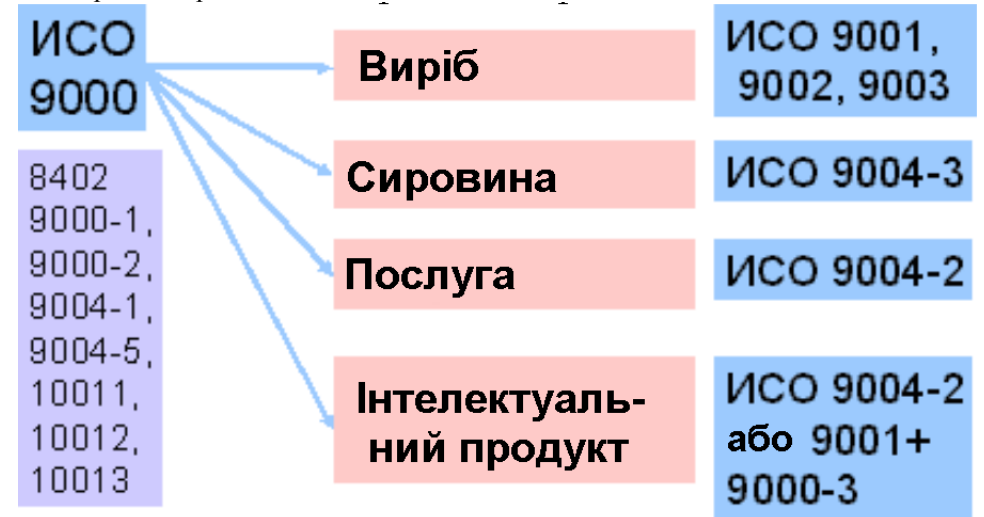 ИСО
9000
8402
9000-1,
9000-2,
9004-1,
9004-5,
10011,
10012,
10013
Виріб
ИСО 9001,
9002, 9003
Сировина
ИСО 9004-3
Послуга
ИСО 9004-2
Інтелектуаль-
ний продукт
ИСО 9004-2
або 9001+
9000-3